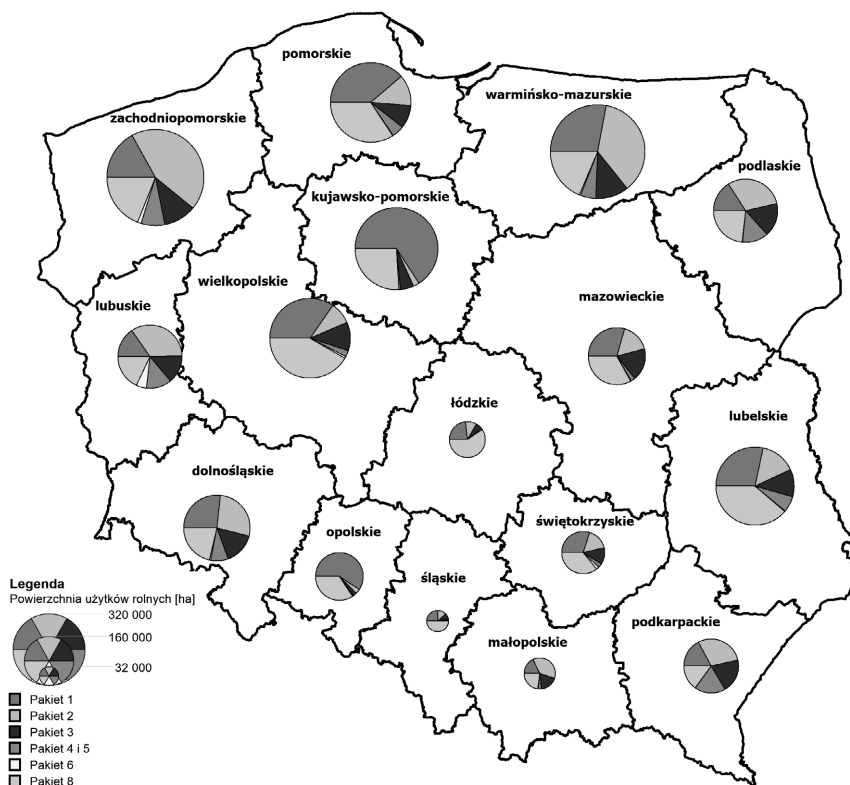 pomorskie
warmińsko-mazurskie
zachodniopomorskie
podlaskie
kujawsko-pomorskie
wielkopolskie
mazowieckie
lubuskie
łódzkie
lubelskie
dolnośląskie
opolskie
świętokrzyskie
śląskie
podkarpackie
małopolskie
Legenda
Powierzchnia użytków rolnych [ha]
320 000
160 000
32 000
Pakiet 1
Pakiet 2
Pakiet 3
Pakiet 4 i 5
Pakiet 6
Pakiet 8